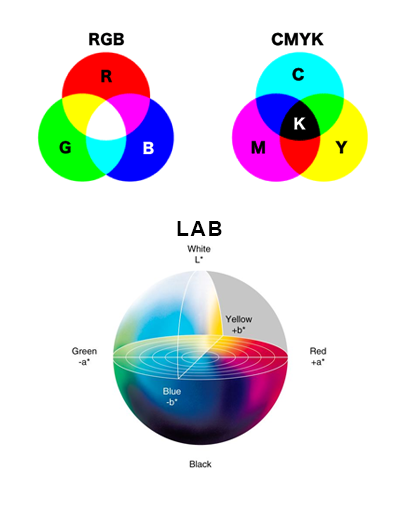 RGB
R
G
B
CMYK
C
M
Y
K
LAB
White
L*
Yellow
+b*
Green
-a*
Red
+a*
Blue
-b*
Black